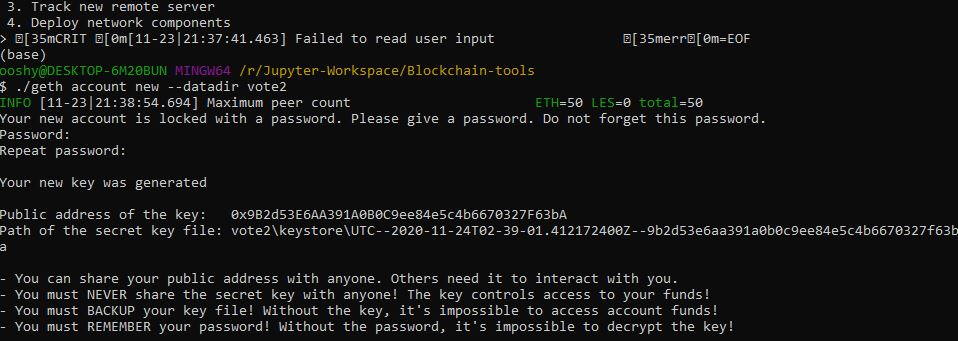 3. Track new remote server
4. Deploy network components
> [35mCRIT [0m[11-23|21:37:41.463] Failed to read user input [35merr[0m=EOF
(base)
ooshy@DESKTOP-6M20BUN MINGW64 /r/Jupyter-Workspace/Blockchain-tools
$ ./geth account new --datadir vote2
INFO [11-23|21:38:54.694] Maximum peer count ETH=50 LES=0 total=50
Your new account is locked with a password. Please give a password. Do not forget this password.
Password:
Repeat password:
Your new key was generated
Public address of the key: 0x9B2d53E6AA391A0B0C9ee84e5c4b6670327F63bA
Path of the secret key file: vote2\keystore\UTC--2020-11-24T02-39-01.412172400Z--9b2d53e6aa391a0b0c9ee84e5c4b6670327f63b
a
- You can share your public address with anyone. Others need it to interact with you.
- You must NEVER share the secret key with anyone! The key controls access to your funds!
- You must BACKUP your key file! Without the key, it's impossible to access account funds!
- You must REMEMBER your password! Without the password, it's impossible to decrypt the key!